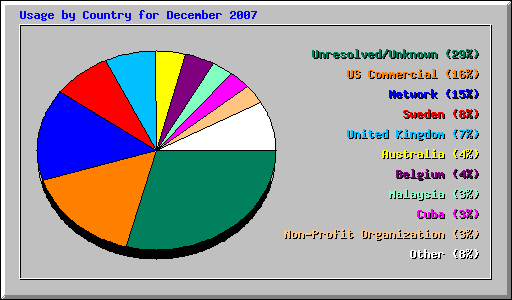 Usage by Country for December 2007
Unresolved/Unknown (29%)
US Commercial (16%)
Network (15%)
Sweden (8%)
United Kingdom (7%)
Australia (4%)
Belgium (4%)
Malaysia (3%)
Cuba (3%)
Non-Profit Organization (3%)
Other (8%)